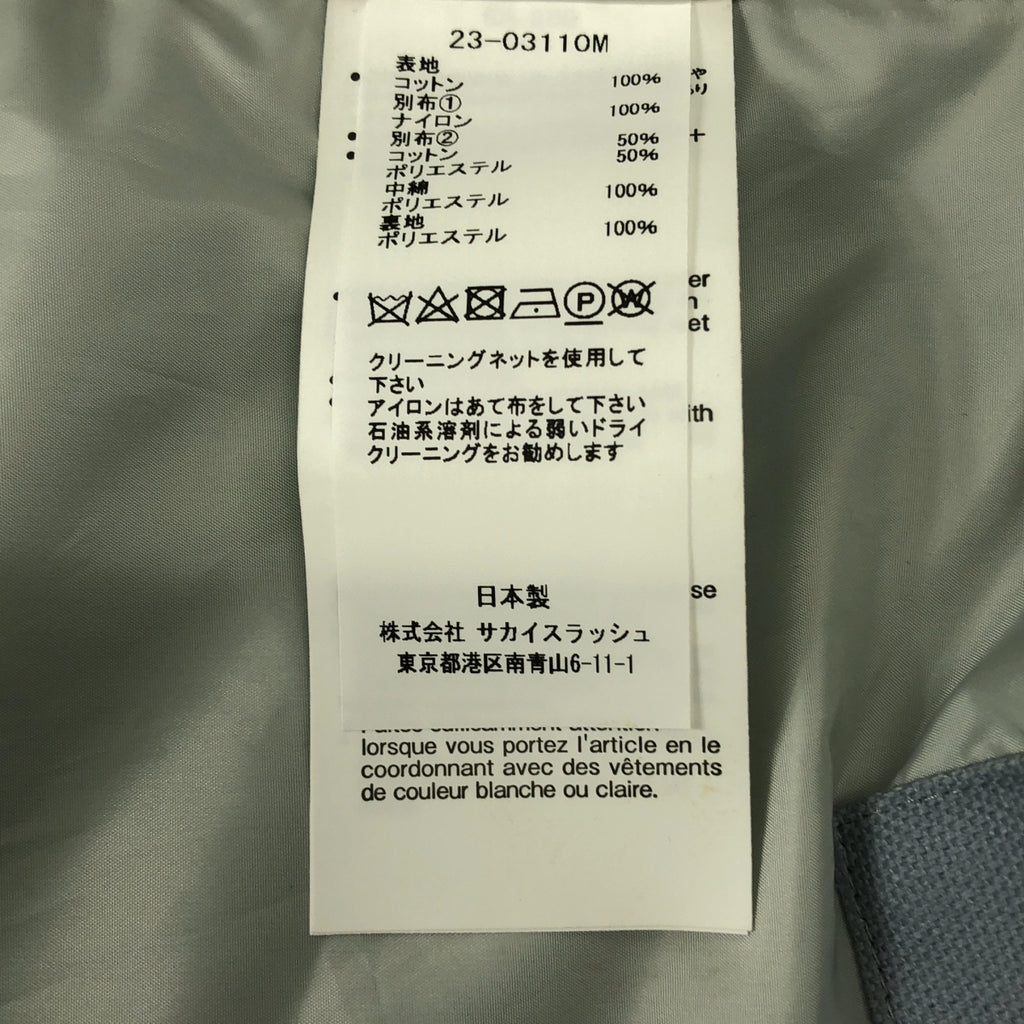 23-03110M
表地
コットン 100%
別布① 100%
ナイロン
別布② 50%
コットン 50%
ポリエステル
中綿 100%
ポリエステル
裏地 100%
ポリエステル
P W
クリーニングネットを使用して
下さい
アイロンはあて布をして下さい
石油系溶剤による弱いドライ
クリーニングをお勧めします
日本製
株式会社 サカイスラッシュ
東京都港区南青山6-11-1
er
et
ith
se
lorsque vous portez l'article en le
coordonnant avec des vêtements
de couleur blanche ou claire.